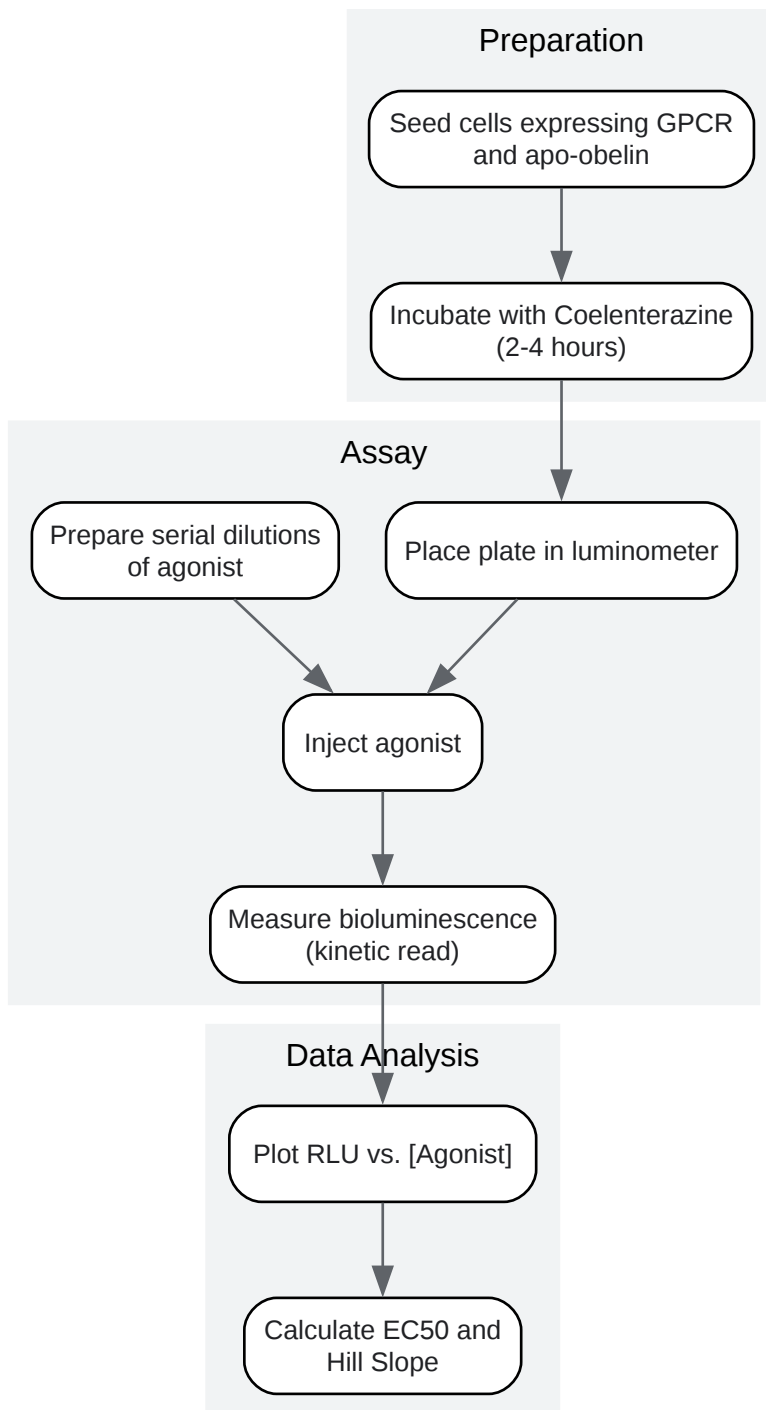 Preparation
Seed cells expressing GPCR
and apo-obelin
Incubate with Coelenterazine
(2-4 hours)
Assay
Prepare serial dilutions
of agonist
Place plate in luminometer
Inject agonist
Measure bioluminescence
(kinetic read)
Data Analysis
Plot RLU vs. [Agonist]
Calculate EC50 and
Hill Slope